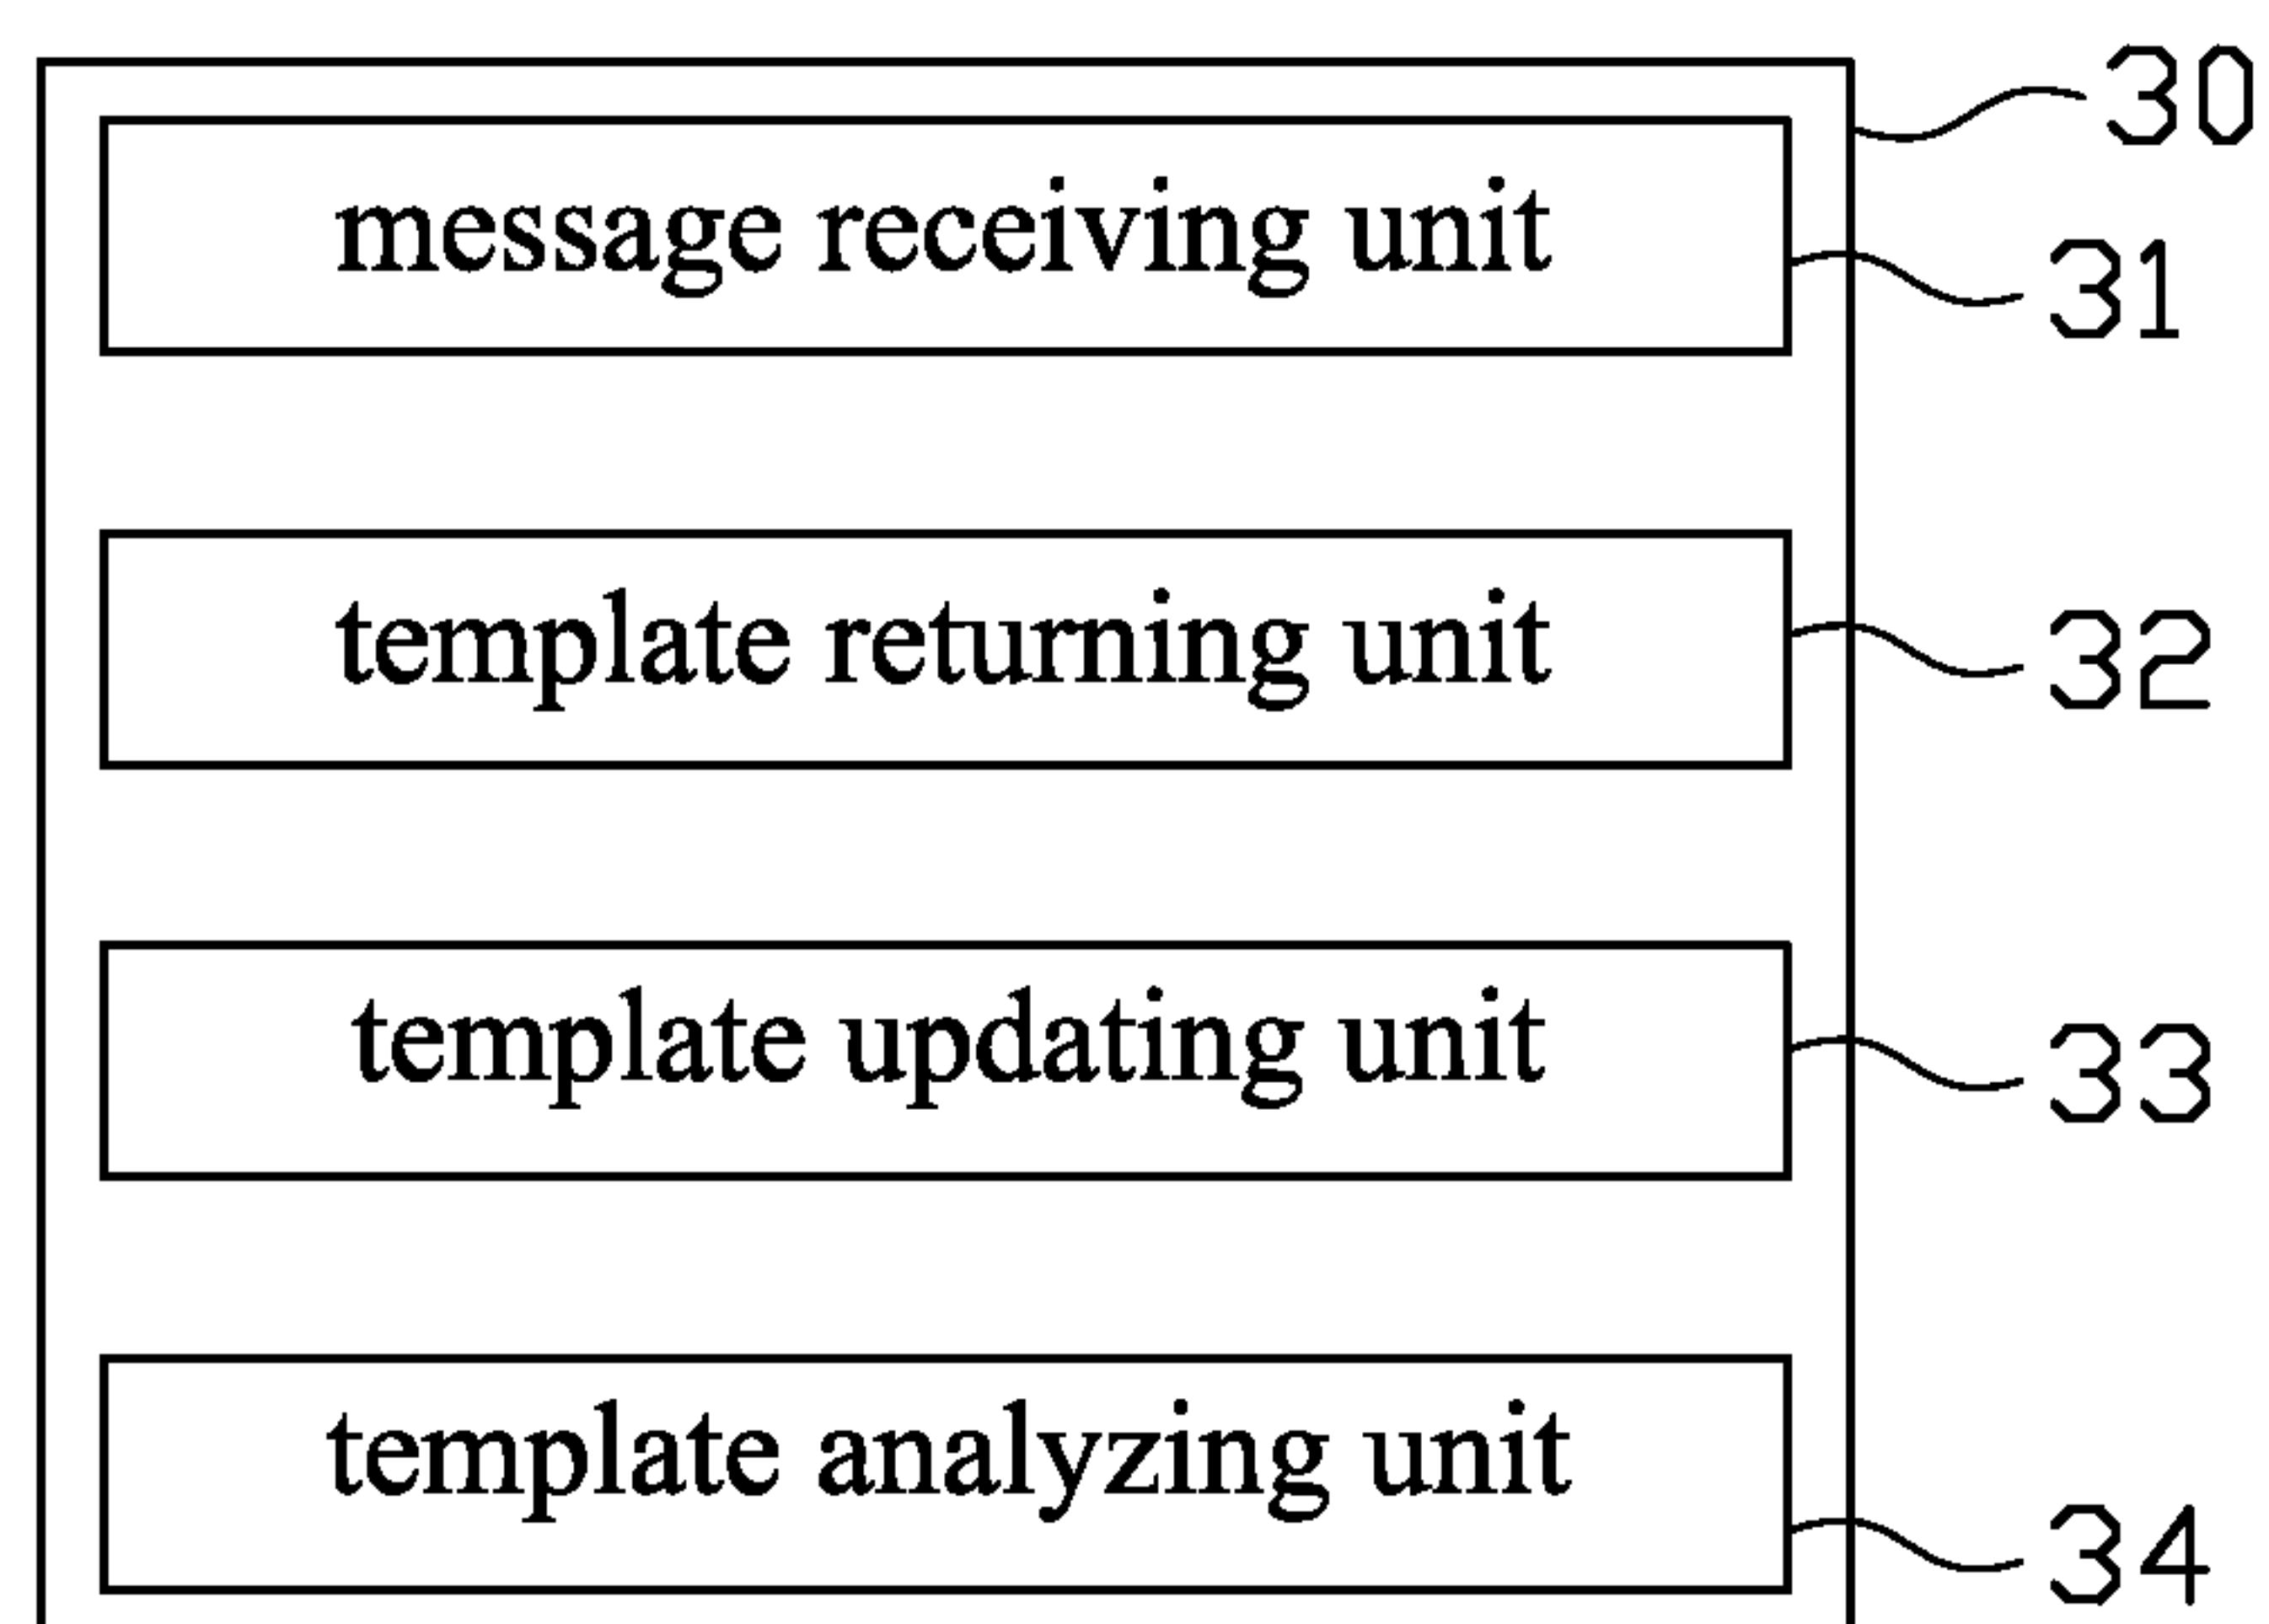 30
message receiving unit
31
template returning unit
32
template updating unit
33
template analyzing unit
34